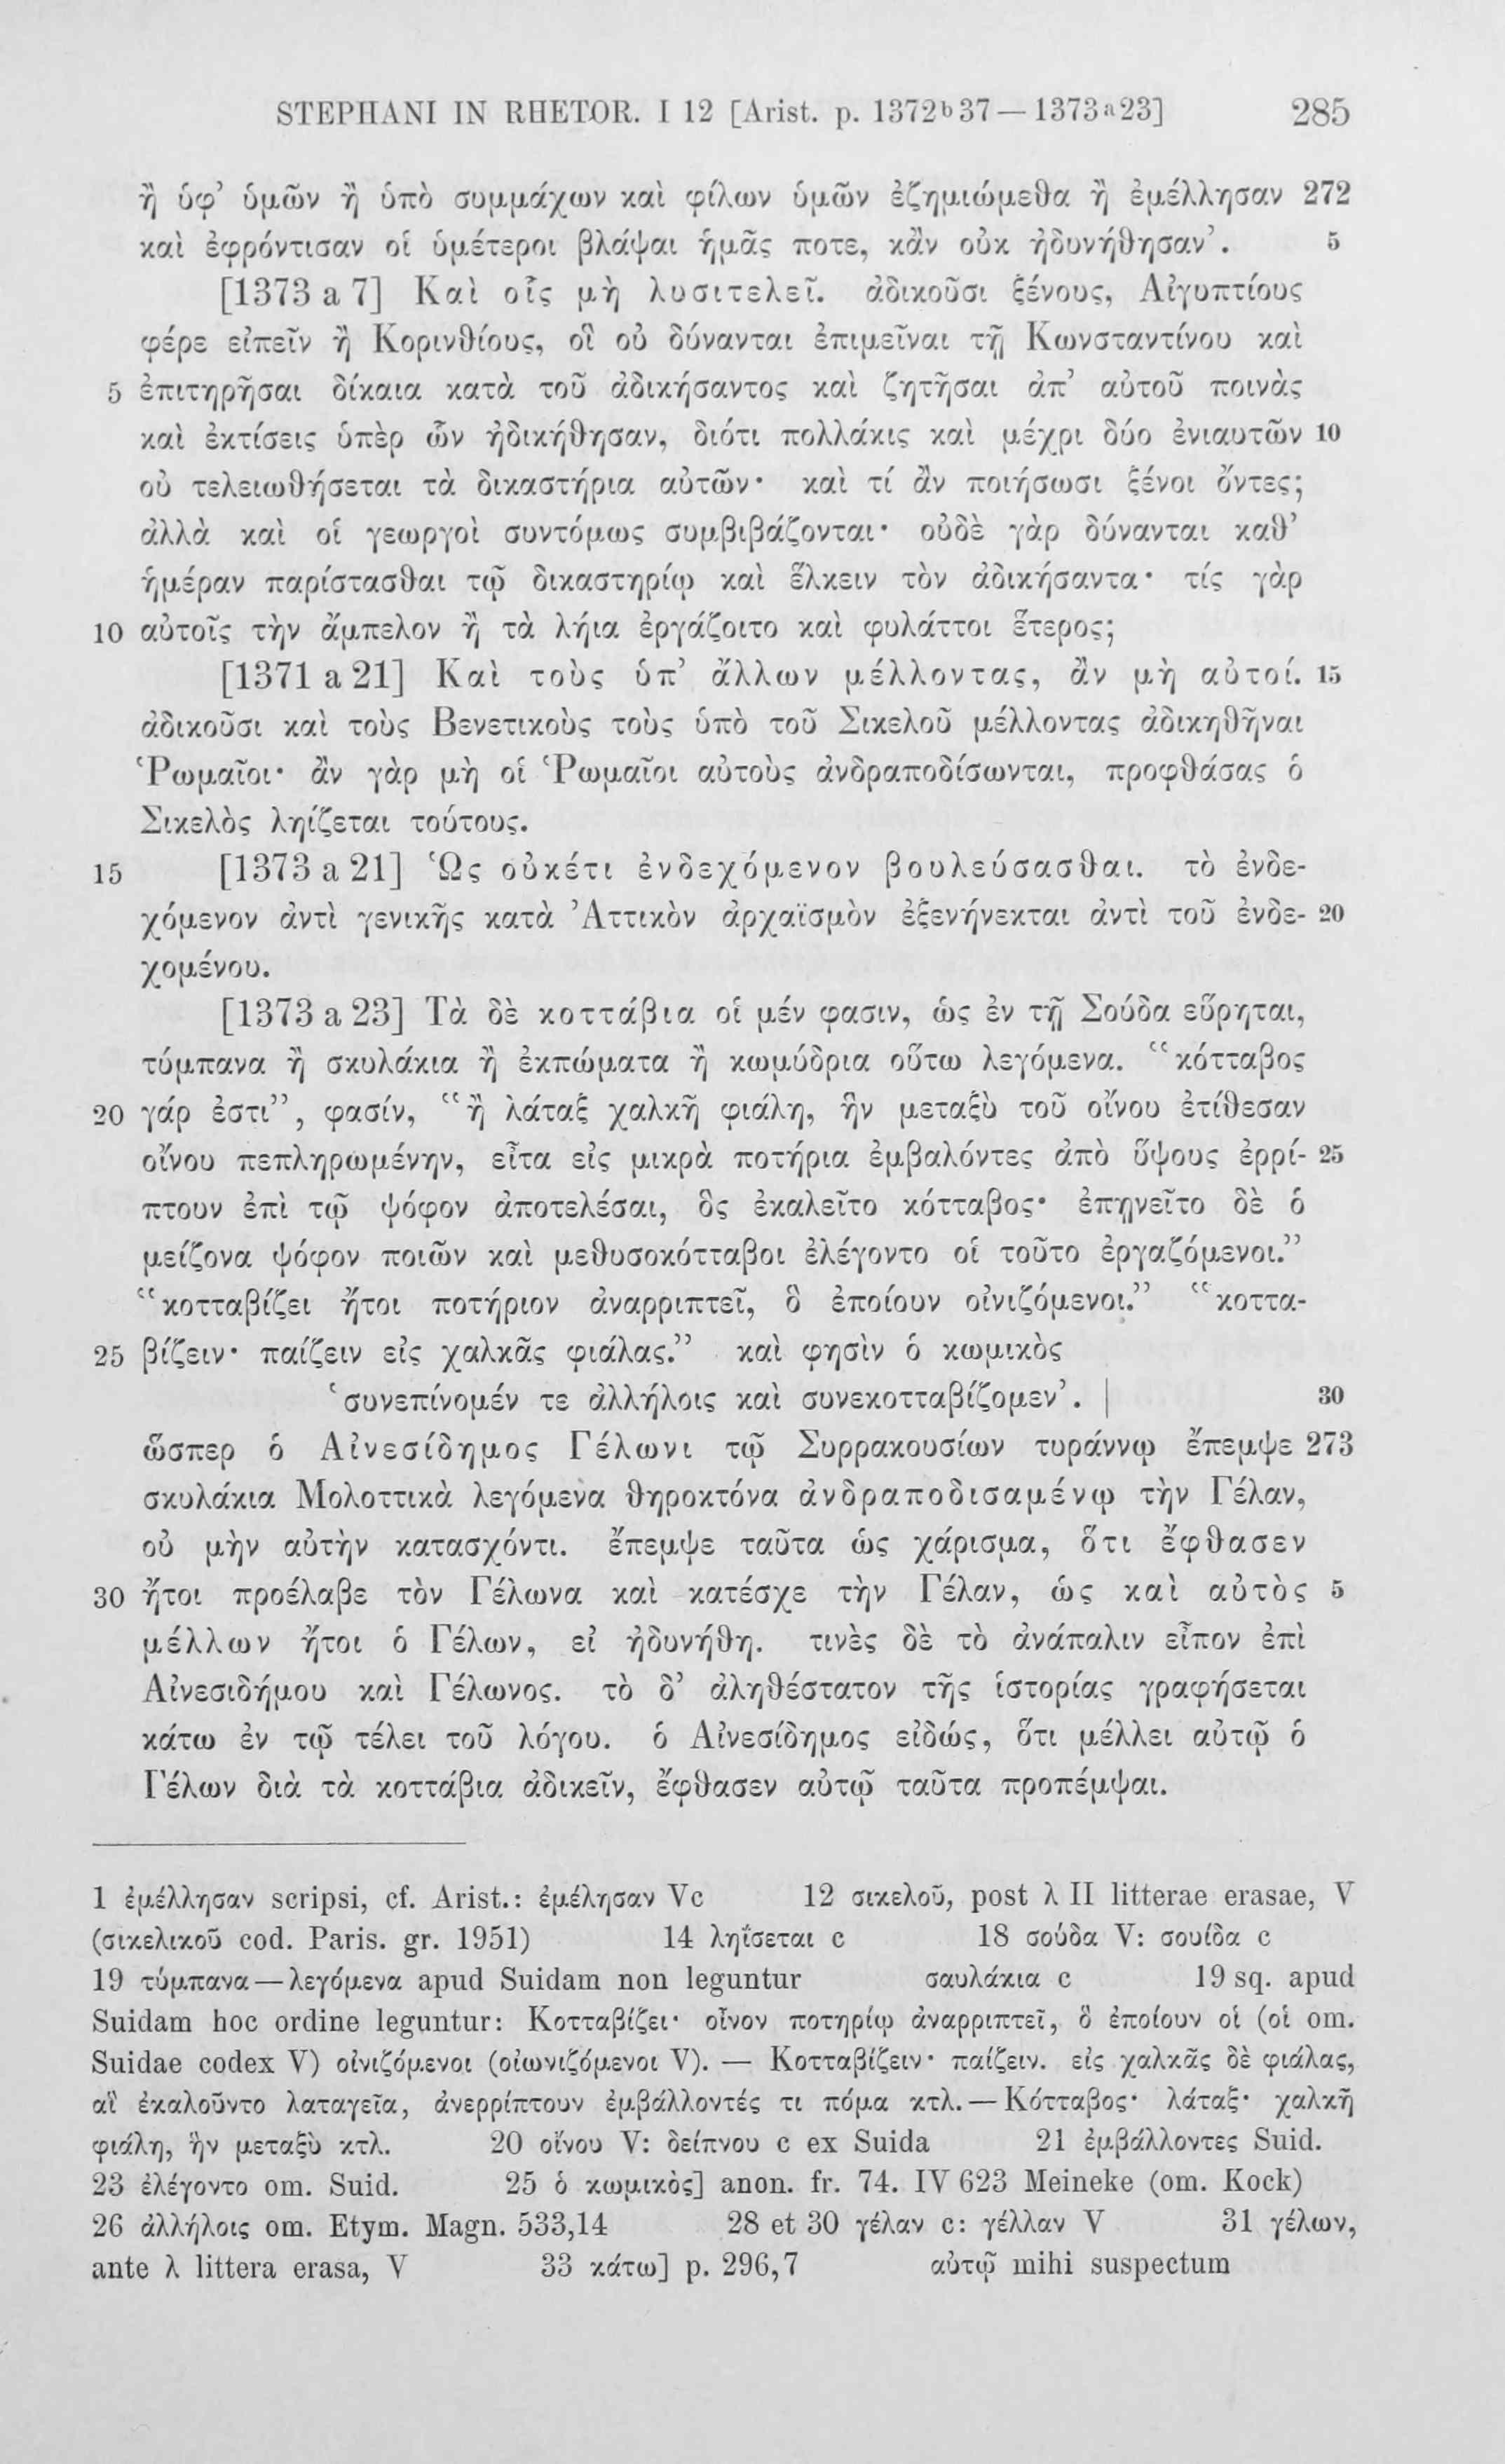 STEPHANI IN RHETOR. I 12 [Arist. p. 1372b37—1373a23] 285
ἢ ὑφ’ ὑμῶν ἢ ὑπὸ συμμάχων καὶ φίλων ὑμῶν ἐζημιώμεθα ἢ ἐμέλλησαν 272
καὶ ἐφρόντισαν οἱ ὑμέτεροι βλάψαι ἡμᾶς ποτε, κἂν οὐκ ἠδυνήθησαν’. 5
[1373 a 7] Καὶ οἷς μὴ λυσιτελεῖ. ἀδικοῦσι ξένους, Αἰγυπτίους
φέρε εἰπεῖν ἢ Κορινθίους, οἳ οὐ δύνανται ἐπιμεῖναι τῇ Κωνσταντίνου καὶ
5 ἐπιτηρῆσαι δίκαια κατὰ τοῦ ἀδικήσαντος καὶ ζητῆσαι ἀπ’ αὐτοῦ ποινὰς
καὶ ἐκτίσεις ὑπὲρ ὧν ἠδικήθησαν, διότι πολλάκις καὶ μέχρι δύο ἐνιαυτῶν 10
οὐ τελειωθήσεται τὰ δικαστήρια αὐτῶν· καὶ τί ἂν ποιήσωσι ξένοι ὄντες;
ἀλλὰ καὶ οἱ γεωργοὶ συντόμως συμβιβάζονται· οὐδὲ γὰρ δύνανται καθ’
ἡμέραν παρίστασθαι τῷ δικαστηρίῳ καὶ ἕλκειν τὸν ἀδικήσαντα· τίς γὰρ
10 αὐτοῖς τὴν ἄμπελον ἢ τὰ λήια ἐργάζοιτο καὶ φυλάττοι ἕτερος;
[1371 a 21] Καὶ τοὺς ὑπ’ ἄλλων μέλλοντας, ἂν μὴ αὐτοί. 15
ἀδικοῦσι καὶ τοὺς Βενετικοὺς τοὺς ὑπὸ τοῦ Σικελοῦ μέλλοντας ἀδικηθῆναι
Ῥωμαῖοι· ἂν γὰρ μὴ οἱ Ῥωμαῖοι αὐτοὺς ἀνδραποδίσωνται, προφθάσας ὁ
Σικελὸς ληίζεται τούτους.
15 [1373 a 21] Ὡς οὐκέτι ἐνδεχόμενον βουλεύσασθαι. τὸ ἐνδε-
χόμενον ἀντὶ γενικῆς κατὰ Ἀττικὸν ἀρχαϊσμὸν ἐξενήνεκται ἀντὶ τοῦ ἐνδε- 20
χομένου.
[1373 a 23] Τὰ δὲ κοττάβια οἱ μέν φασιν, ὡς ἐν τῇ Σούδα εὕρηται,
τύμπανα ἢ σκυλάκια ἢ ἐκπώματα ἢ κωμύδρια οὕτω λεγόμενα. “κότταβος
20 γάρ ἐστι”, φασίν, “ἢ λάταξ χαλκῆ φιάλη, ἣν μεταξὺ τοῦ οἴνου ἐτίθεσαν
οἴνου πεπληρωμένην, εἶτα εἰς μικρὰ ποτήρια ἐμβαλόντες ἀπὸ ὕψους ἐρρί- 25
πτουν ἐπὶ τῷ ψόφον ἀποτελέσαι, ὃς ἐκαλεῖτο κότταβος· ἐπῃνεῖτο δὲ ὁ
μείζονα ψόφον ποιῶν καὶ μεθυσοκότταβοι ἐλέγοντο οἱ τοῦτο ἐργαζόμενοι.”
“κοτταβίζει ἤτοι ποτήριον ἀναρριπτεῖ, ὃ ἐποίουν οἰνιζόμενοι.” “κοττα-
25 βίζειν· παίζειν εἰς χαλκᾶς φιάλας.” καὶ φησὶν ὁ κωμικὸς
‘συνεπίνομέν τε ἀλλήλοις καὶ συνεκοτταβίζομεν’. | 30
ὥσπερ ὁ Αἰνεσίδημος Γέλωνι τῷ Συρρακουσίων τυράννῳ ἔπεμψε 273
σκυλάκια Μολοττικὰ λεγόμενα θηροκτόνα ἀνδραποδισαμένῳ τὴν Γέλαν,
οὐ μὴν αὐτὴν κατασχόντι. ἔπεμψε ταῦτα ὡς χάρισμα, ὅτι ἔφθασεν
30 ἤτοι προέλαβε τὸν Γέλωνα καὶ κατέσχε τὴν Γέλαν, ὡς καὶ αὐτὸς 5
μέλλων ἤτοι ὁ Γέλων, εἰ ἠδυνήθη. τινὲς δὲ τὸ ἀνάπαλιν εἶπον ἐπὶ
Αἰνεσιδήμου καὶ Γέλωνος. τὸ δ’ ἀληθέστατον τῆς ἱστορίας γραφήσεται
κάτω ἐν τῷ τέλει τοῦ λόγου. ὁ Αἰνεσίδημος εἰδώς, ὅτι μέλλει αὐτῷ ὁ
Γέλων διὰ τὰ κοττάβια ἀδικεῖν, ἔφθασεν αὐτῷ ταῦτα προπέμψαι.
1 ἐμέλλησαν scripsi, cf. Arist.: ἐμέλησαν Vc 12 σικελοῦ, post λ II litterae erasae, V
(σικελικοῦ cod. Paris. gr. 1951) 14 ληΐσεται c 18 σούδα V: σουίδα c
19 τύμπανα—λεγόμενα apud Suidam non leguntur σαυλάκια c 19 sq. apud
Suidam hoc ordine leguntur: Κοτταβίζει· οἶνον ποτηρίῳ ἀναρριπτεῖ, ὃ ἐποίουν οἱ (οἱ om.
Suidae codex V) οἰνιζόμενοι (οἰωνιζόμενοι V). — Κοτταβίζειν· παίζειν. εἰς χαλκᾶς δὲ φιάλας,
αἳ ἐκαλοῦντο λαταγεῖα, ἀνερρίπτουν ἐμβάλλοντές τι πόμα κτλ. — Κότταβος· λάταξ· χαλκῆ
φιάλη, ἣν μεταξὺ κτλ. 20 οἴνου V: δείπνου c ex Suida 21 ἐμβάλλοντες Suid.
23 ἐλέγοντο om. Suid. 25 ὁ κωμικὸς] anon. fr. 74. IV 623 Meineke (om. Kock)
26 ἀλλήλοις om. Etym. Magn. 533,14 28 et 30 γέλαν c: γέλλαν V 31 γέλων,
ante λ littera erasa, V 33 κάτω] p. 296,7 αὐτῷ mihi suspectum